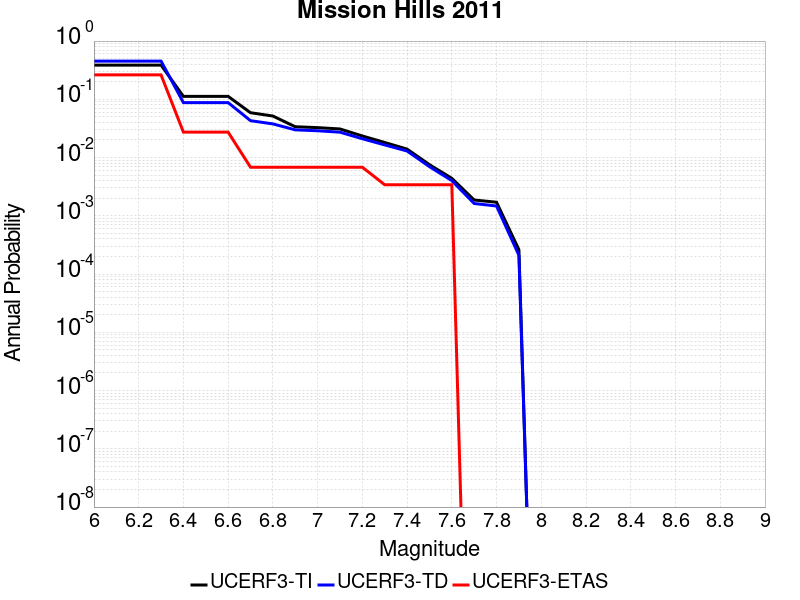 Mission Hills 2011
Annual Probability
10^0
10^-1
10^-2
10^-3
10^-4
10^-5
10^-6
10^-7
10^-8
6 6.2 6.4 6.6 6.8 7 7.2 7.4 7.6 7.8 8 8.2 8.4 8.6 8.8 9
Magnitude
UCERF3-TI UCERF3-TD UCERF3-ETAS